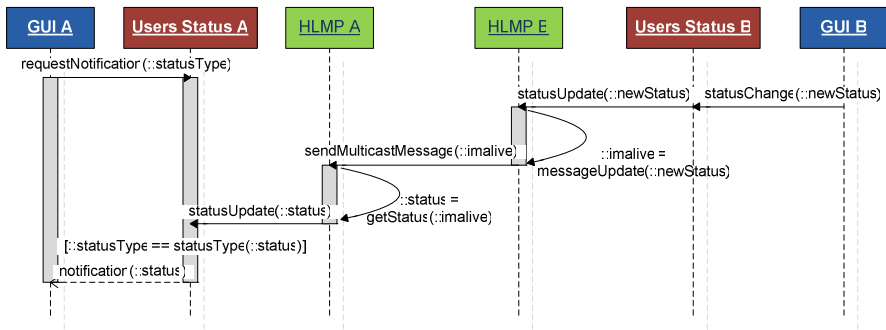 GUI A
Users Status A
HLMP A
HLMP B
Users Status B
GUI B
requestNotification(::statusType)
statusUpdate(::newStatus)
statusChange(::newStatus)
sendMulticastMessage(::imalive)
::imalive =
messageUpdate(::newStatus)
::status =
getStatus(::imalive)
statusUpdate(::status)
[::statusType == statusType(::status)]
notification(::status)